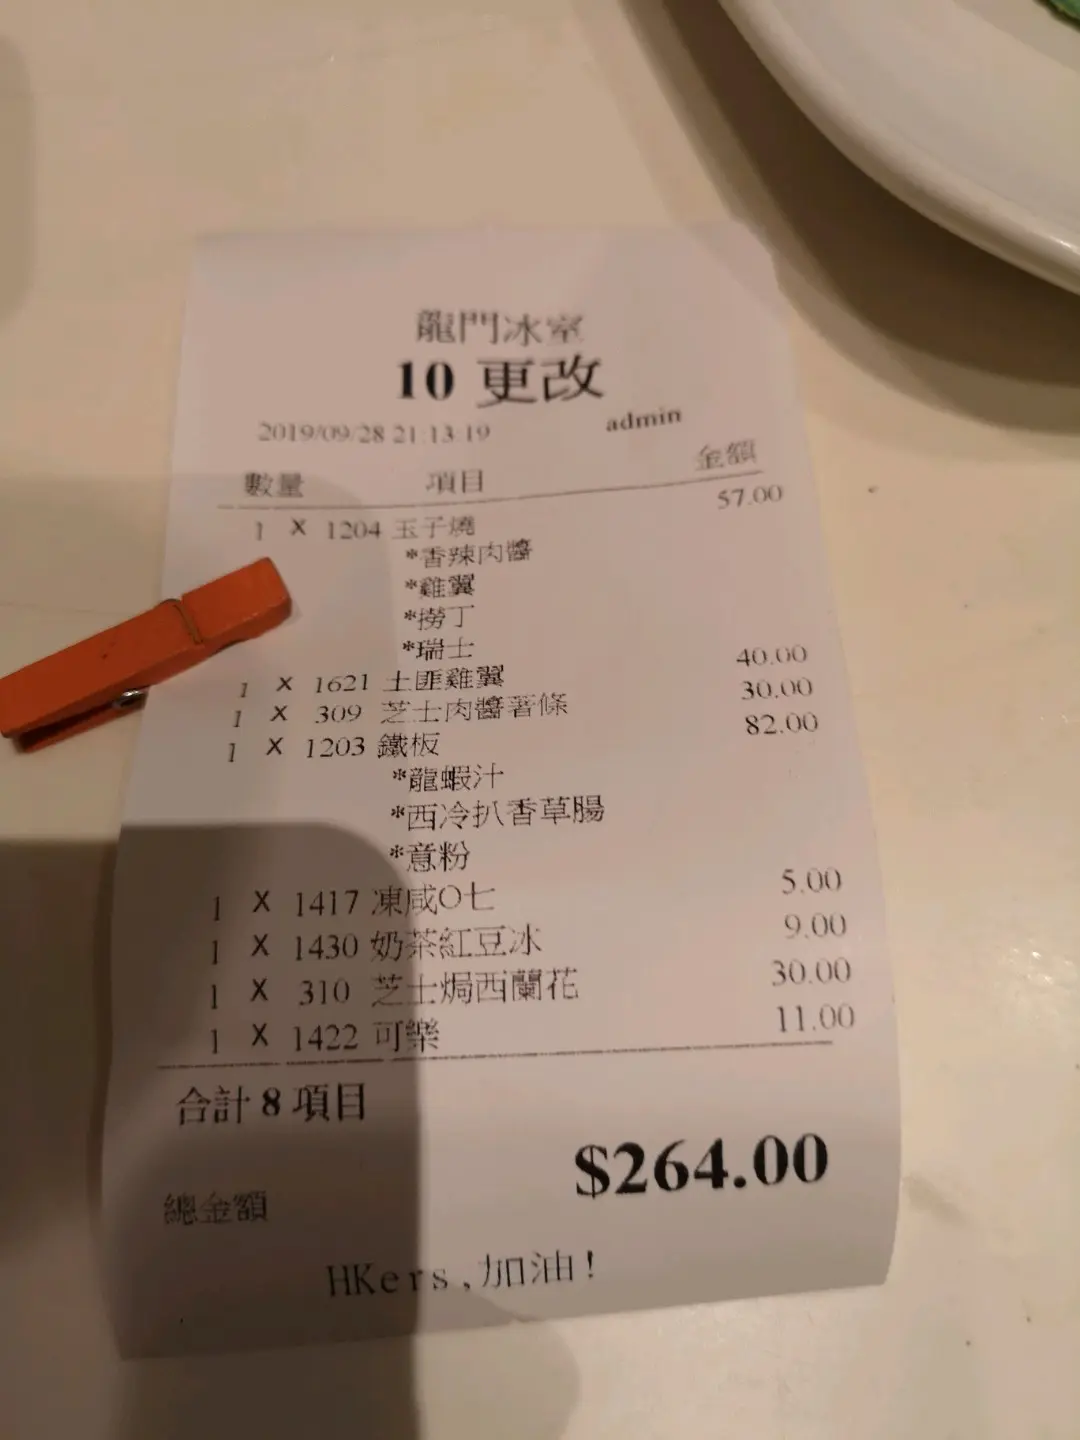 龍門冰室
10 更改
2019/09/28 21:13:19 admin
數量 項目 金額
1 X 1204 玉子燒 57.00
*香辣肉醬
*雞翼
*撈丁
*瑞士
1 X 1621 土匪雞翼 40.00
1 X 309 芝士肉醬薯條 30.00
1 X 1203 鐵板 82.00
*龍蝦汁
*西冷扒香草腸
*意粉
1 X 1417 凍咸O七 5.00
1 X 1430 奶茶紅豆冰 9.00
1 X 310 芝士焗西蘭花 30.00
1 X 1422 可樂 11.00
合計 8 項目
$264.00
總金額
HKers,加油!